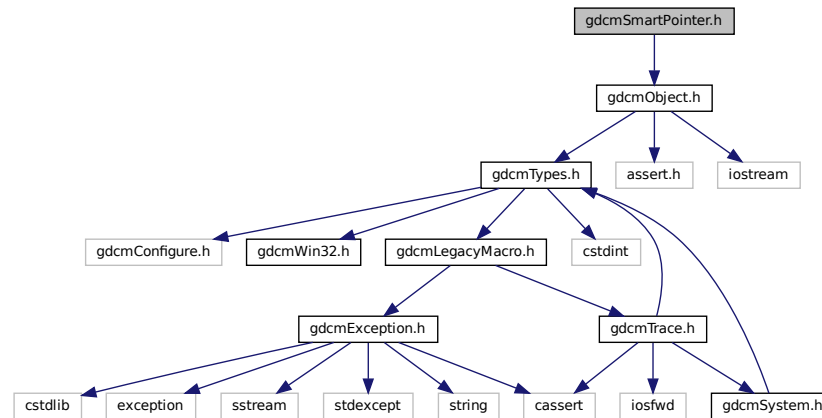 gdcmSmartPointer.h
gdcmObject.h
gdcmTypes.h
assert.h
iostream
gdcmConfigure.h
gdcmWin32.h
gdcmLegacyMacro.h
cstdint
gdcmException.h
gdcmTrace.h
cstdlib
exception
sstream
stdexcept
string
cassert
iosfwd
gdcmSystem.h